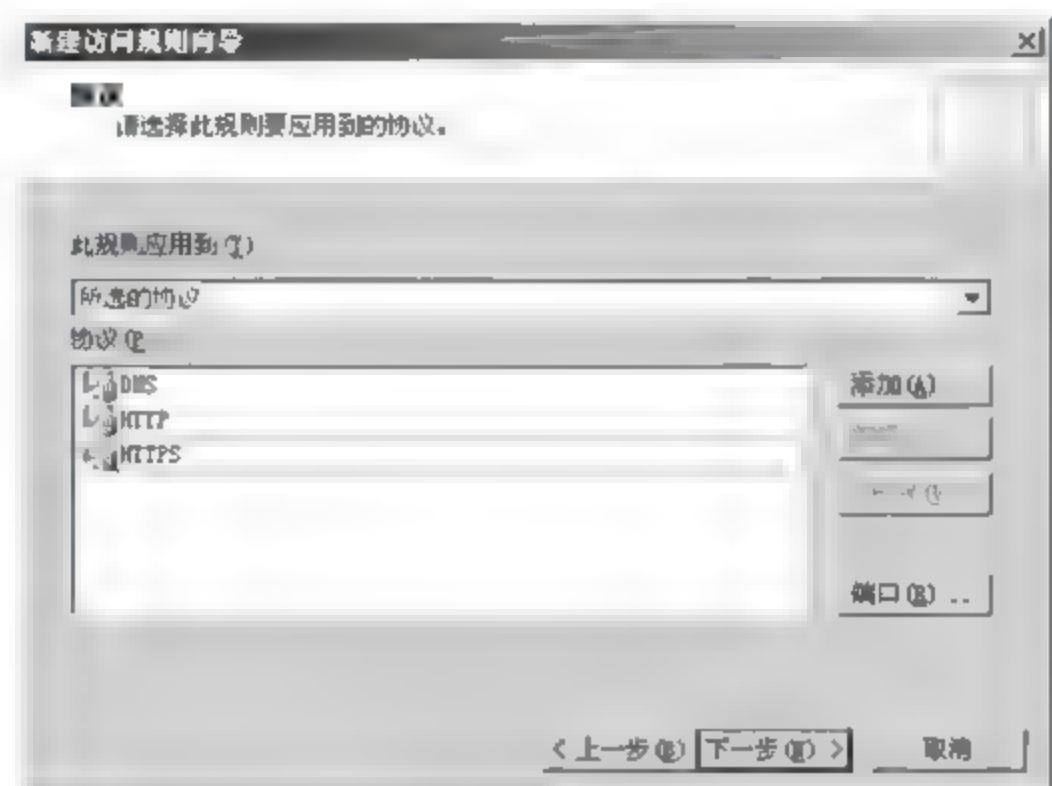 新建访问规则向导
协议
请选择此规则要应用到的协议。
此规则应用到(T)
所选的协议
协议(P
DNS
HTTP
HTTPS
添加(A)
端口(R)..
<上一步(B)
下一步(N)>
取消